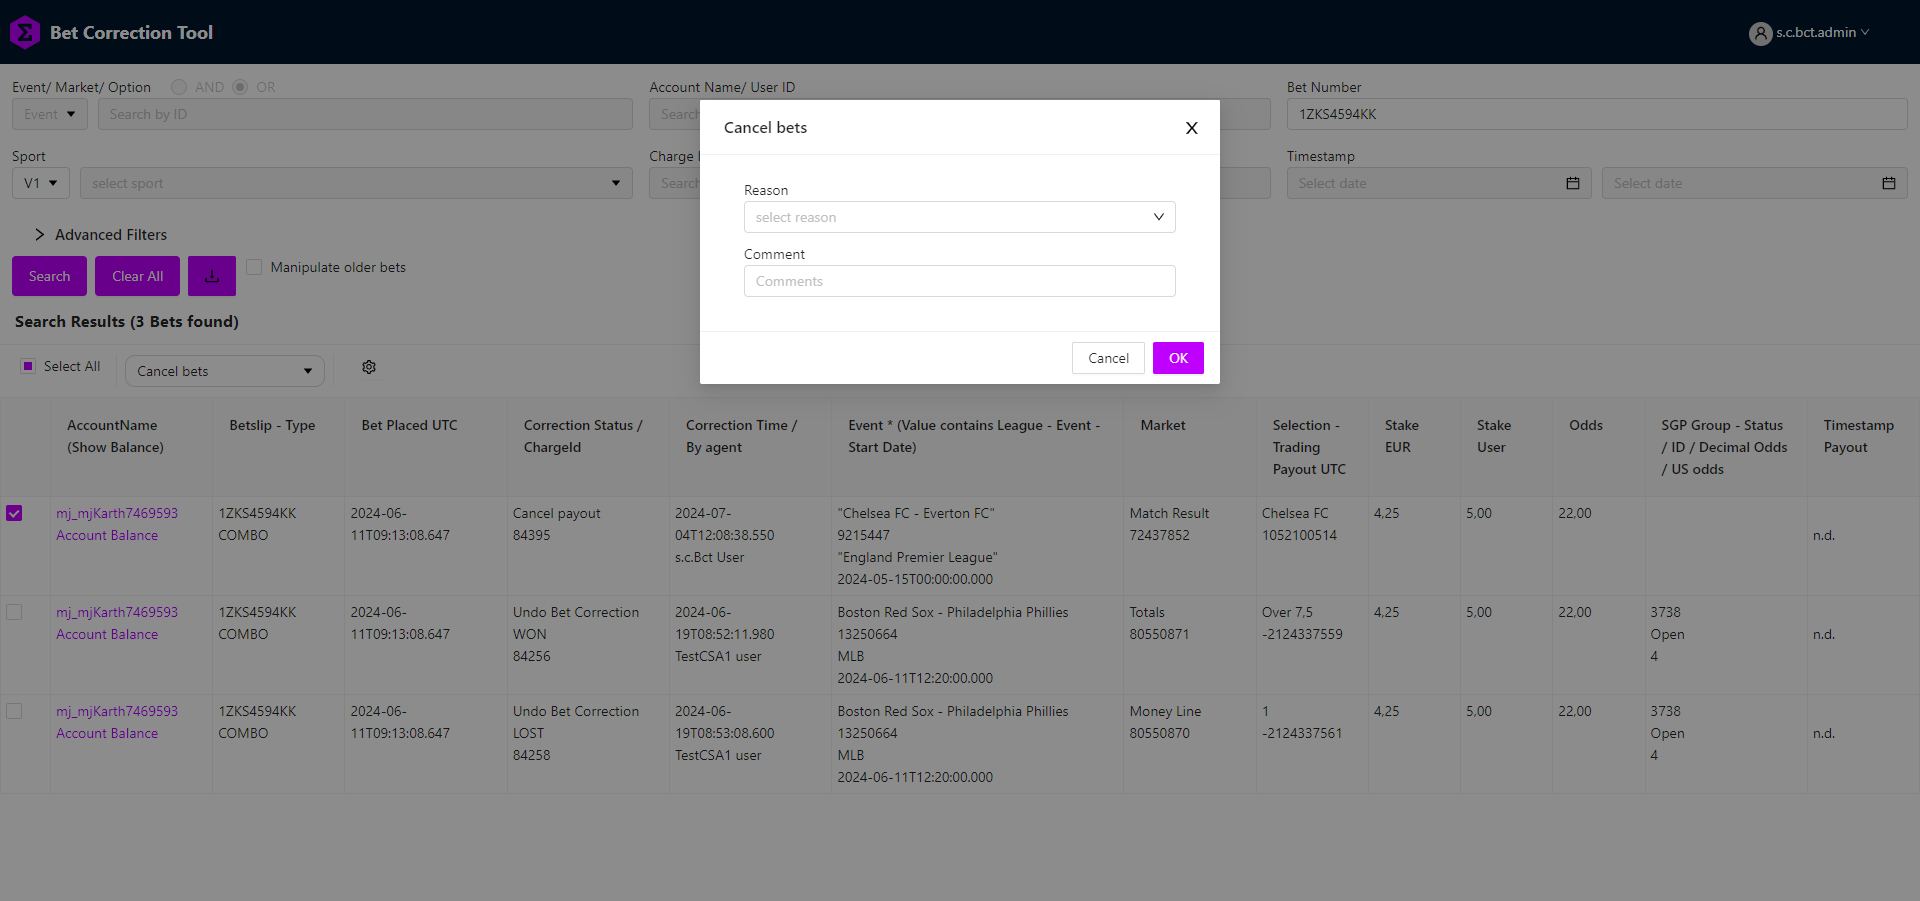 Bet Correction Tool
s.c.bct.admin
Event/ Market/ Option
AND
OR
Account Name/ User ID
Bet Number
Event
Search by ID
Search
1ZKS4594KK
Sport
Charge
Timestamp
V1
select sport
Search
Select date
Select date
Advanced Filters
Search
Clear All
Manipulate older bets
Search Results (3 Bets found)
Select All
Cancel bets
Cancel bets
X
Reason
select reason
Comment
Comments
Cancel
OK
AccountName
(Show Balance)
Betslip - Type
Bet Placed UTC
Correction Status /
ChargeId
Correction Time /
By agent
Event * (Value contains League - Event -
Start Date)
Market
Selection -
Trading
Payout UTC
Stake
EUR
Stake
User
Odds
SGP Group - Status
/ ID / Decimal Odds
/ US odds
Timestamp
Payout
mj_mjKarth7469593
Account Balance
1ZKS4594KK
COMBO
2024-06-
11T09:13:08.647
Cancel payout
84395
2024-07-
04T12:08:38.550
s.c.Bct User
"Chelsea FC - Everton FC"
9215447
"England Premier League"
2024-05-15T00:00:00.000
Match Result
72437852
Chelsea FC
1052100514
4,25
5,00
22,00
n.d.
mj_mjKarth7469593
Account Balance
1ZKS4594KK
COMBO
2024-06-
11T09:13:08.647
Undo Bet Correction
WON
84256
2024-06-
19T08:52:11.980
TestCSA1 user
Boston Red Sox - Philadelphia Phillies
13250664
MLB
2024-06-11T12:20:00.000
Totals
80550871
Over 7,5
-2124337559
4,25
5,00
22,00
3738
Open
4
n.d.
mj_mjKarth7469593
Account Balance
1ZKS4594KK
COMBO
2024-06-
11T09:13:08.647
Undo Bet Correction
LOST
84258
2024-06-
19T08:53:08.600
TestCSA1 user
Boston Red Sox - Philadelphia Phillies
13250664
MLB
2024-06-11T12:20:00.000
Money Line
80550870
1
-2124337561
4,25
5,00
22,00
3738
Open
4
n.d.